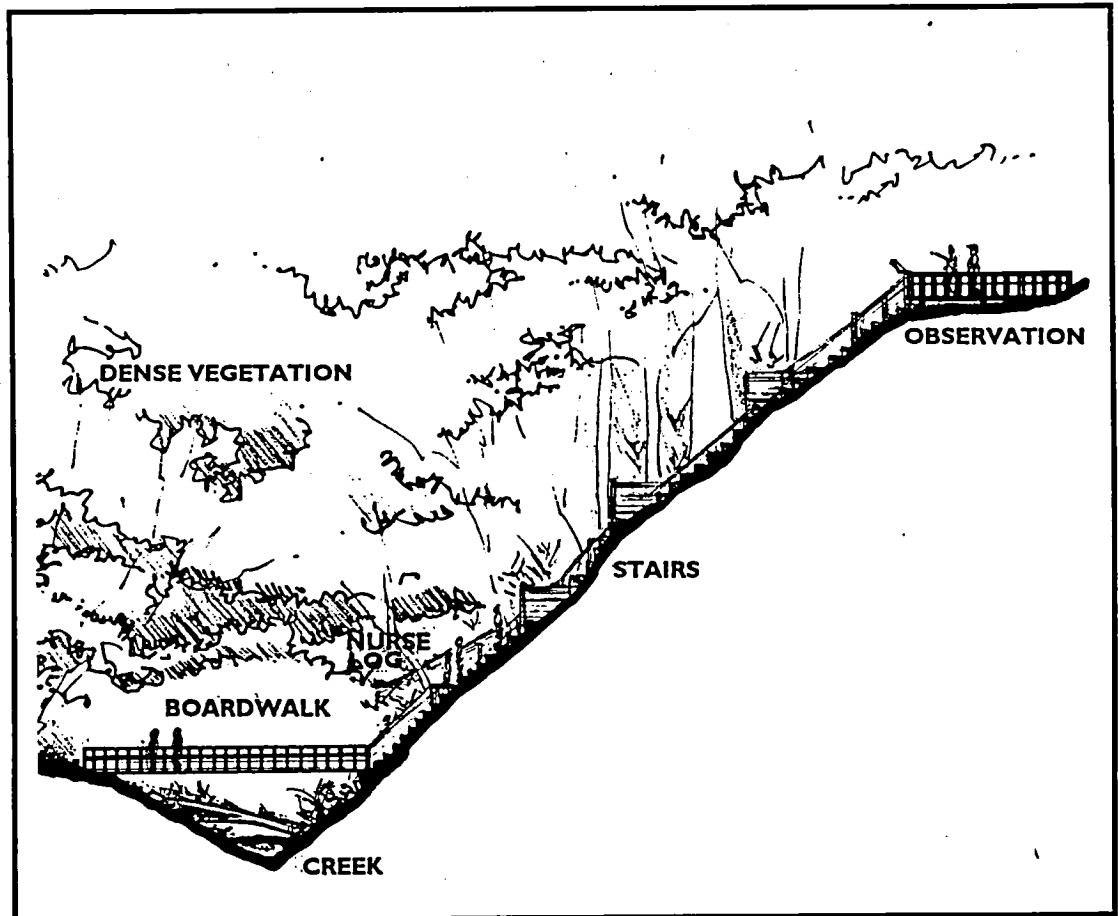 OBSERVATION
DENSE VEGETATION
STAIRS
NURSE
LOG
BOARDWALK
CREEK